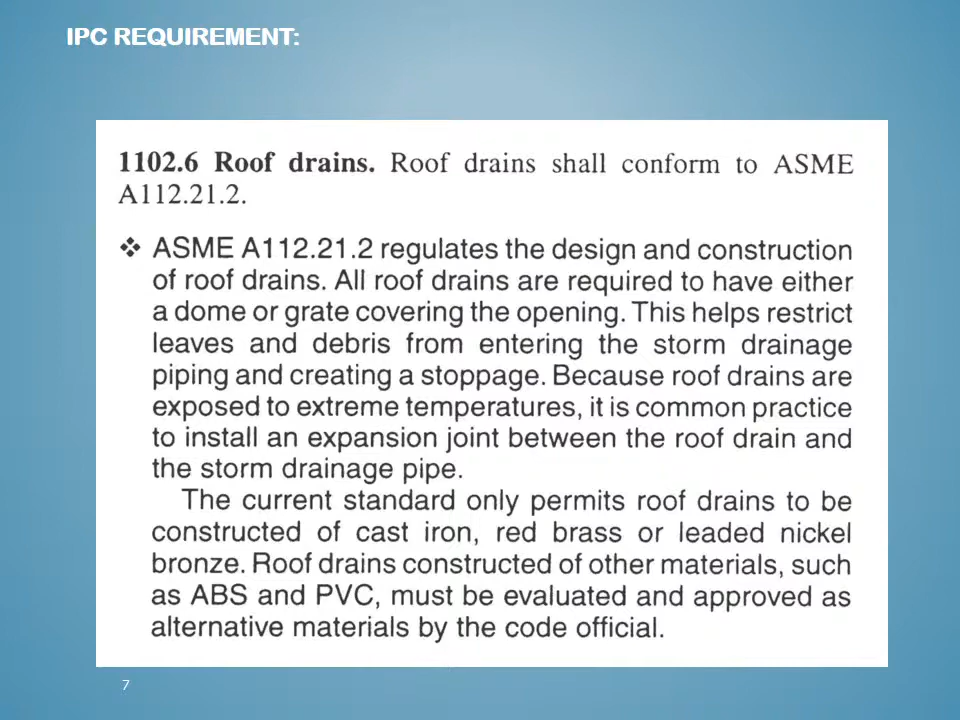 IPC REQUIREMENT:
1102.6 Roof drains. Roof drains shall conform to ASME
A112.21.2.
❖ ASME A112.21.2 regulates the design and construction
of roof drains. All roof drains are required to have either
a dome or grate covering the opening. This helps restrict
leaves and debris from entering the storm drainage
piping and creating a stoppage. Because roof drains are
exposed to extreme temperatures, it is common practice
to install an expansion joint between the roof drain and
the storm drainage pipe.
The current standard only permits roof drains to be
constructed of cast iron, red brass or leaded nickel
bronze. Roof drains constructed of other materials, such
as ABS and PVC, must be evaluated and approved as
alternative materials by the code official.
7